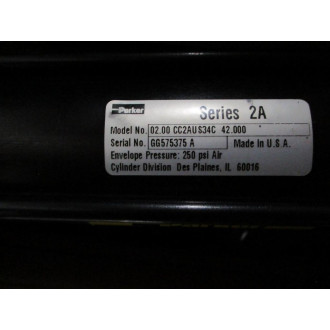 Parker
Series 2A
Model No. 02.00 CC2AUS34C 42.000
Serial No. GG575375 A Made In U.S.A.
Envelope Pressure: 250 psi Air
Cylinder Division Des Plaines, IL 60016